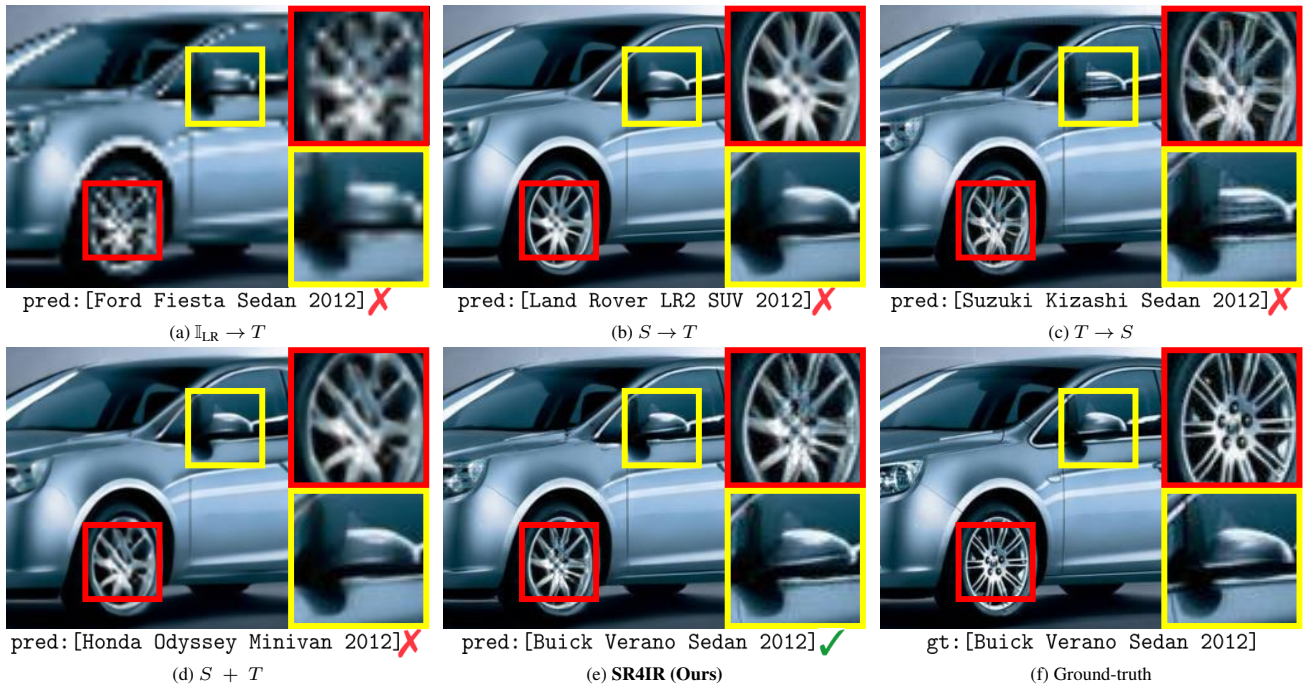 pred:[Ford Fiesta Sedan 2012]✗
(a) 𝕀LR → T
pred:[Land Rover LR2 SUV 2012]✗
(b) S → T
pred:[Suzuki Kizashi Sedan 2012]✗
(c) T → S
pred:[Honda Odyssey Minivan 2012]✗
(d) S + T
pred:[Buick Verano Sedan 2012]✓
(e) SR4IR (Ours)
gt:[Buick Verano Sedan 2012]
(f) Ground-truth